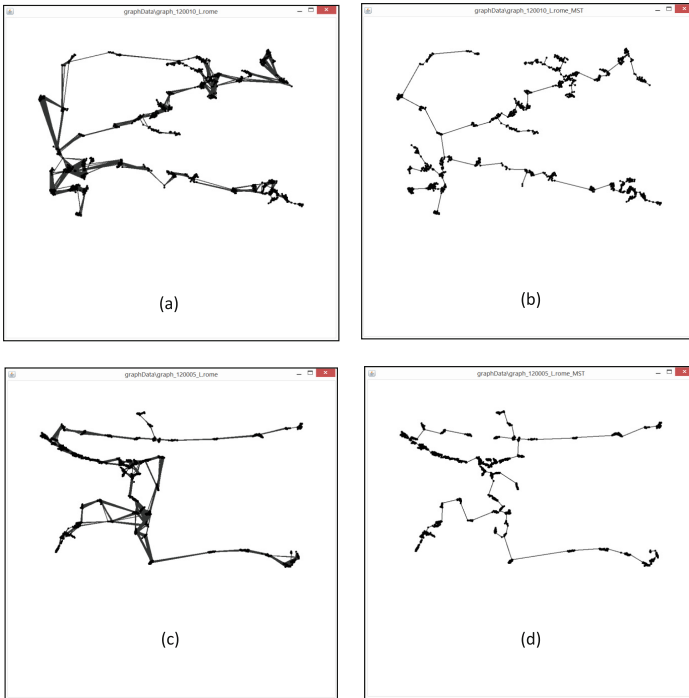 graphData\graph_120010_L.rome
graphData\graph_120010_L.rome_MST
(a)
(b)
graphData\graph_120005_L.rome
graphData\graph_120005_L.rome_MST
(c)
(d)